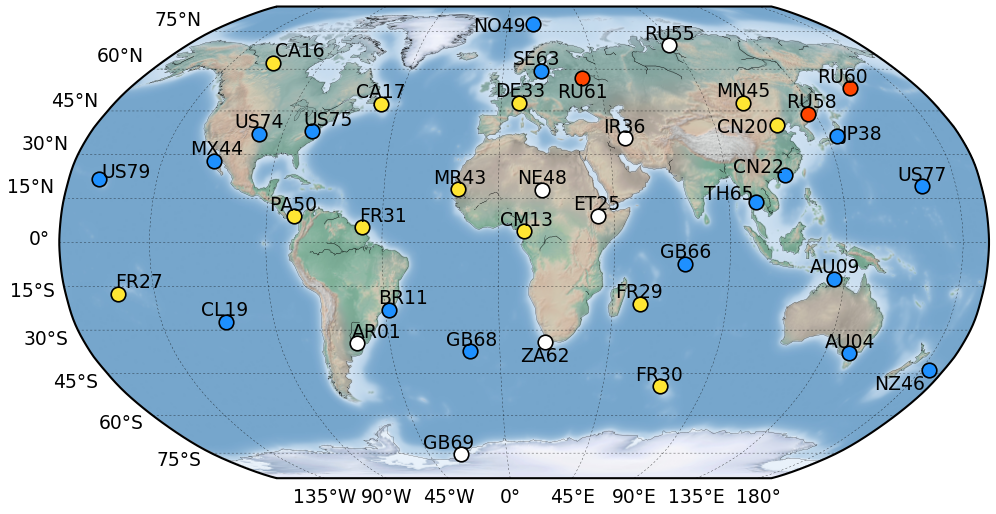 75°N
NO49
RU55
CA16
60°N
SE63
RU60
CA17
DE33
RU61
MN45
45°N
RU58
US74
US75
IR36
CN20
JP38
30°N
MX44
CN22
US79
MR43
NE48
TH65
US77
15°N
PA50
FR31
CM13
ET25
0°
GB66
AU09
FR27
15°S
FR29
CL19
BR11
AR01
30°S
GB68
ZA62
AU04
45°S
FR30
NZ46
60°S
GB69
75°S
135°W 90°W 45°W 0° 45°E 90°E 135°E 180°